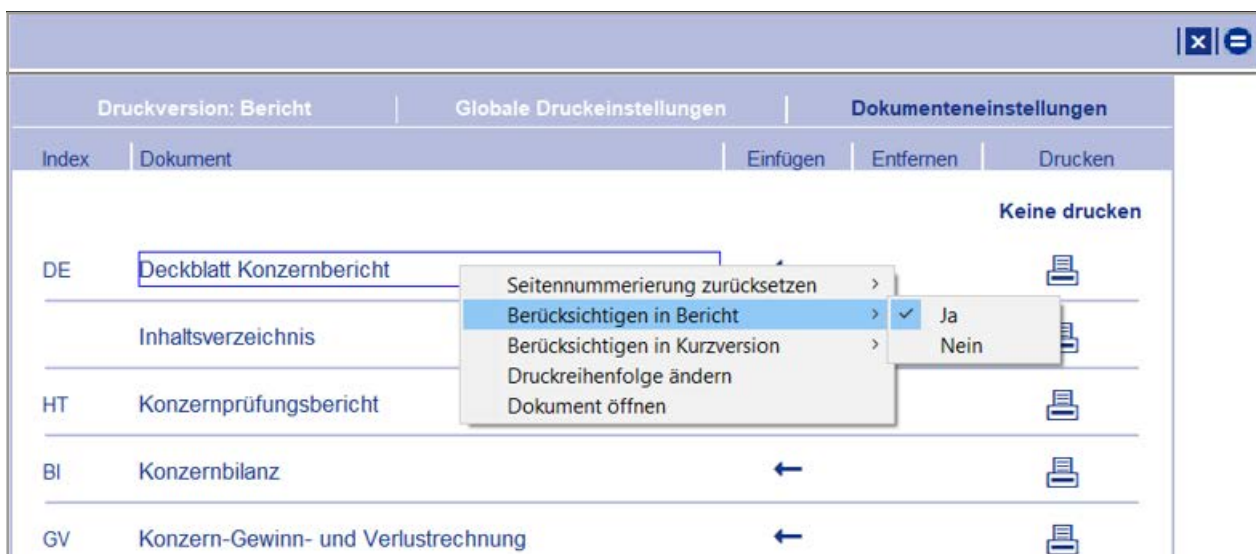 Druckversion: Bericht Globale Druckeinstellungen Dokumenteneinstellungen
Index Dokument Einfügen Entfernen Drucken
Keine drucken
DE Deckblatt Konzernbericht
Seitennummerierung zurücksetzen
Berücksichtigen in Bericht
Ja
Inhaltsverzeichnis
Berücksichtigen in Kurzversion
Nein
Druckreihenfolge ändern
HT Konzernprüfungsbericht
Dokument öffnen
BI Konzernbilanz
GV Konzern-Gewinn- und Verlustrechnung